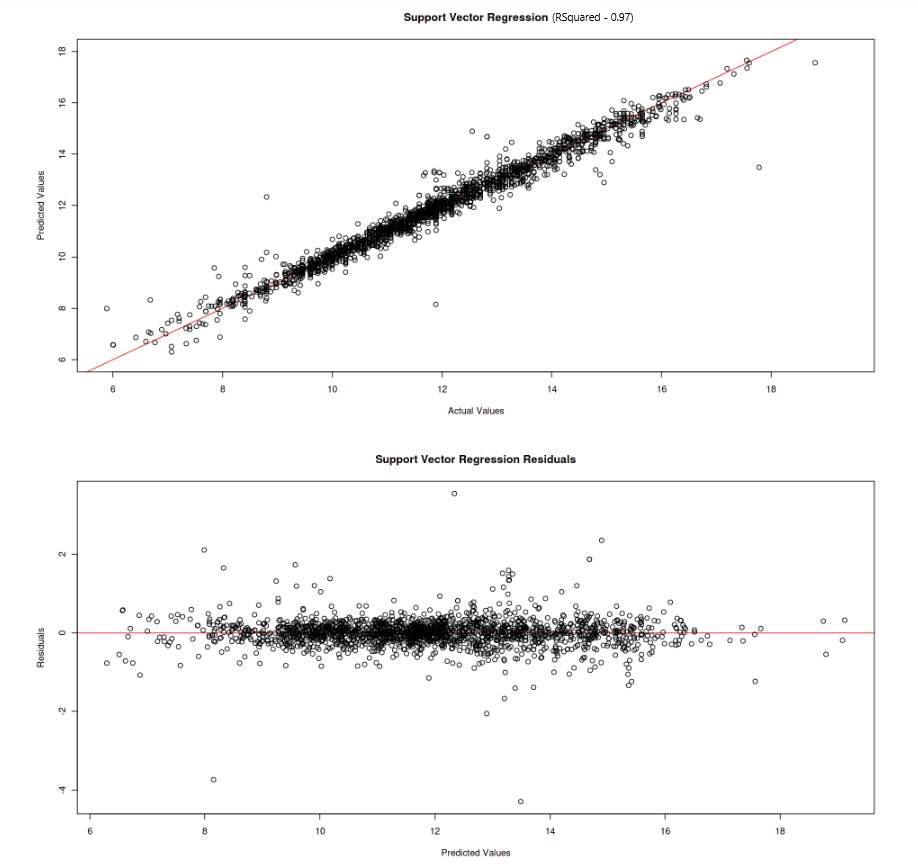 Support Vector Regression (RSquared - 0.97)
18
16
14
12
10
8
6
Predicted Values
6 8 10 12 14 16 18
Actual Values
Support Vector Regression Residuals
2
0
-2
-4
Residuals
6 8 10 12 14 16 18
Predicted Values